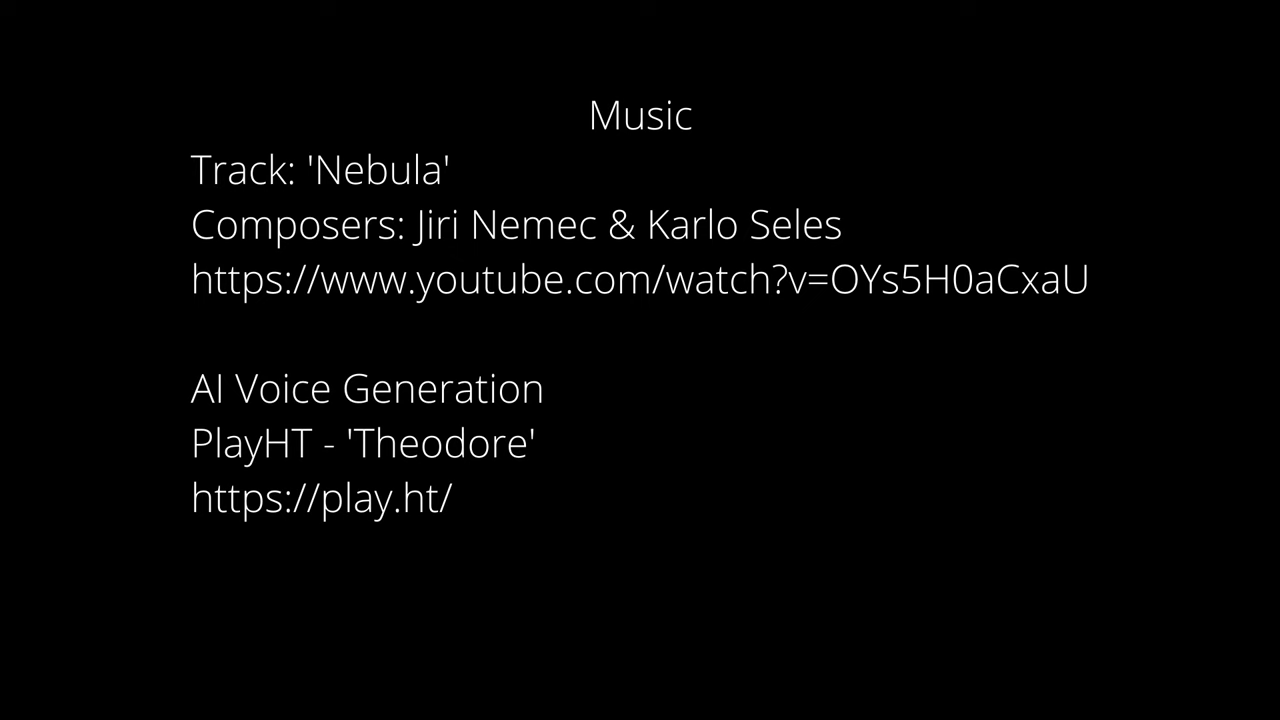 Music
Track: 'Nebula'
Composers: Jiri Nemec & Karlo Seles
https://www.youtube.com/watch?v=OYs5H0aCxaU
AI Voice Generation
PlayHT - 'Theodore'
https://play.ht/